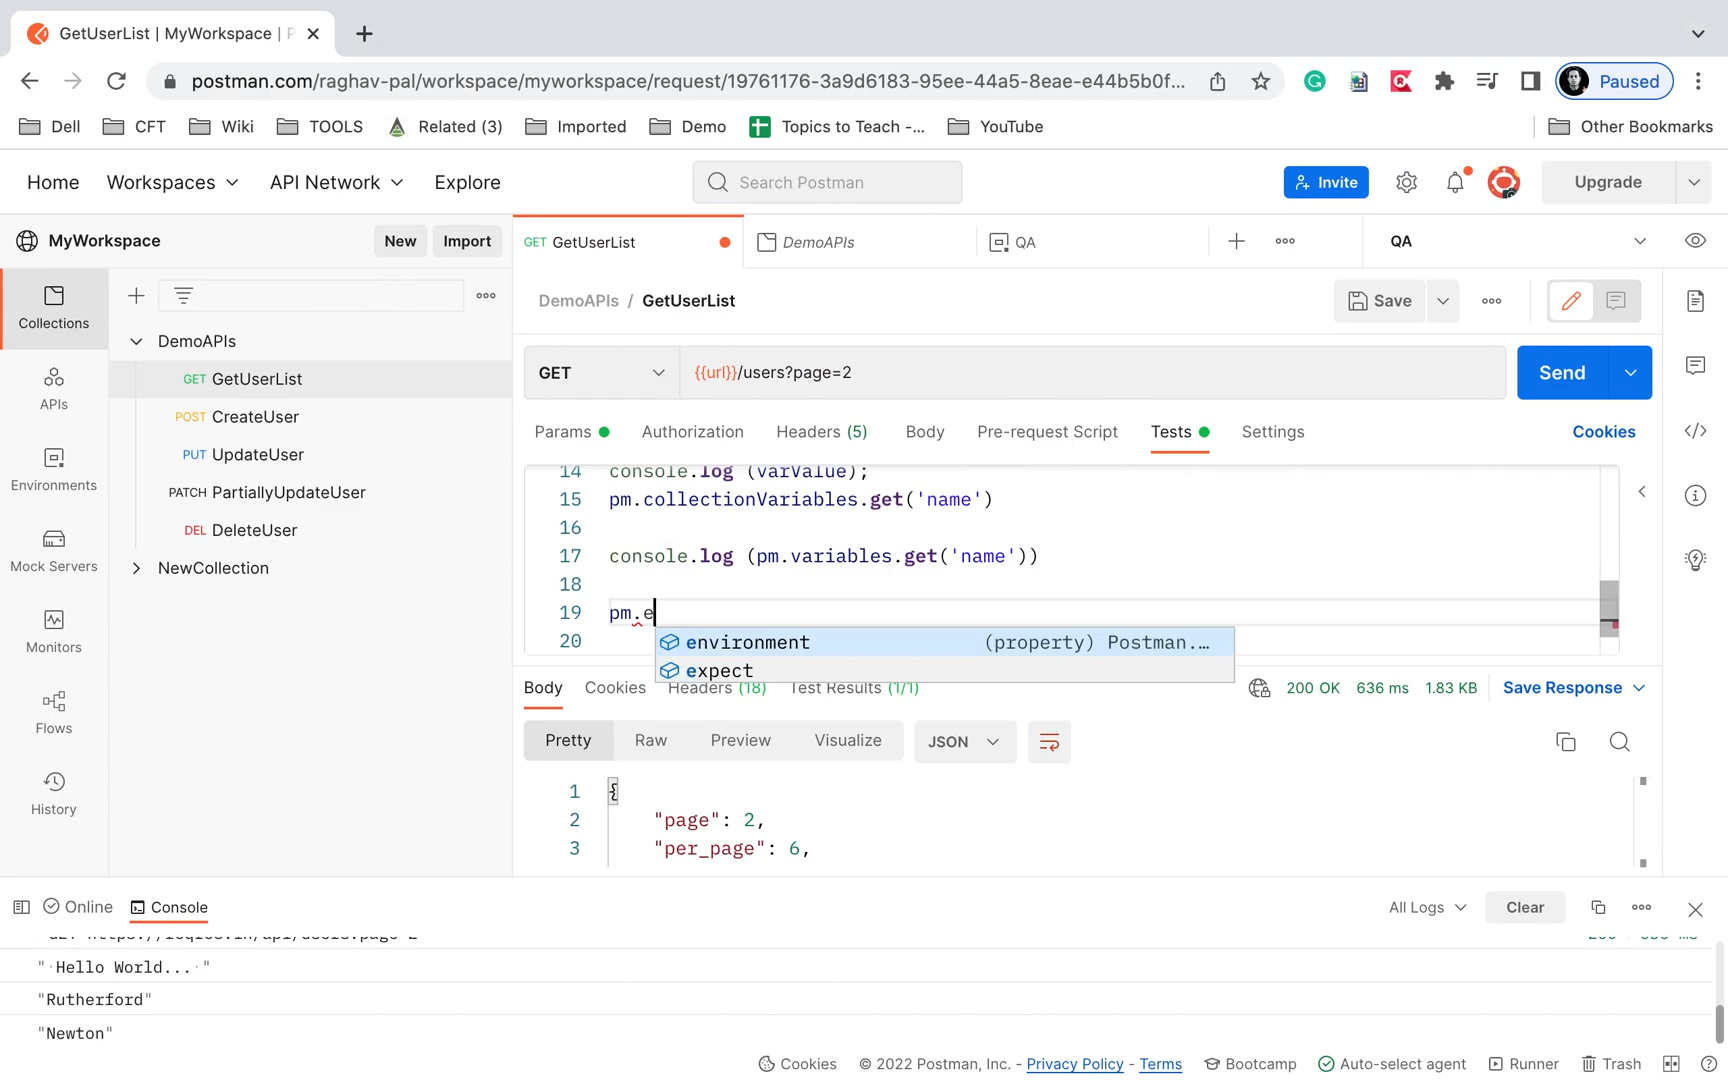 GetUserList | MyWorkspace | P
postman.com/raghav-pal/workspace/myworkspace/request/19761176-3a9d6183-95ee-44a5-8eae-e44b5b0f...
Paused
Dell
CFT
Wiki
TOOLS
Related (3)
Imported
Demo
Topics to Teach -...
YouTube
Other Bookmarks
Home
Workspaces
API Network
Explore
Search Postman
Invite
Upgrade
MyWorkspace
New
Import
GET GetUserList
DemoAPIs
QA
QA
Collections
APIs
Environments
Mock Servers
Monitors
Flows
History
DemoAPIs
GET GetUserList
POST CreateUser
PUT UpdateUser
PATCH PartiallyUpdateUser
DEL DeleteUser
NewCollection
DemoAPIs / GetUserList
Save
GET
{{url}}/users?page=2
Send
Params
Authorization
Headers (5)
Body
Pre-request Script
Tests
Settings
Cookies
14 console.log (varValue);
15 pm.collectionVariables.get('name')
16
17 console.log (pm.variables.get('name'))
18
19 pm.e
20
environment (property) Postman....
expect
Body
Cookies
Headers (18)
Test Results (1/1)
200 OK
636 ms
1.83 KB
Save Response
Pretty
Raw
Preview
Visualize
JSON
1 {
2 "page": 2,
3 "per_page": 6,
Online
Console
All Logs
Clear
" Hello World... "
"Rutherford"
"Newton"
Cookies
© 2022 Postman, Inc. - Privacy Policy - Terms
Bootcamp
Auto-select agent
Runner
Trash